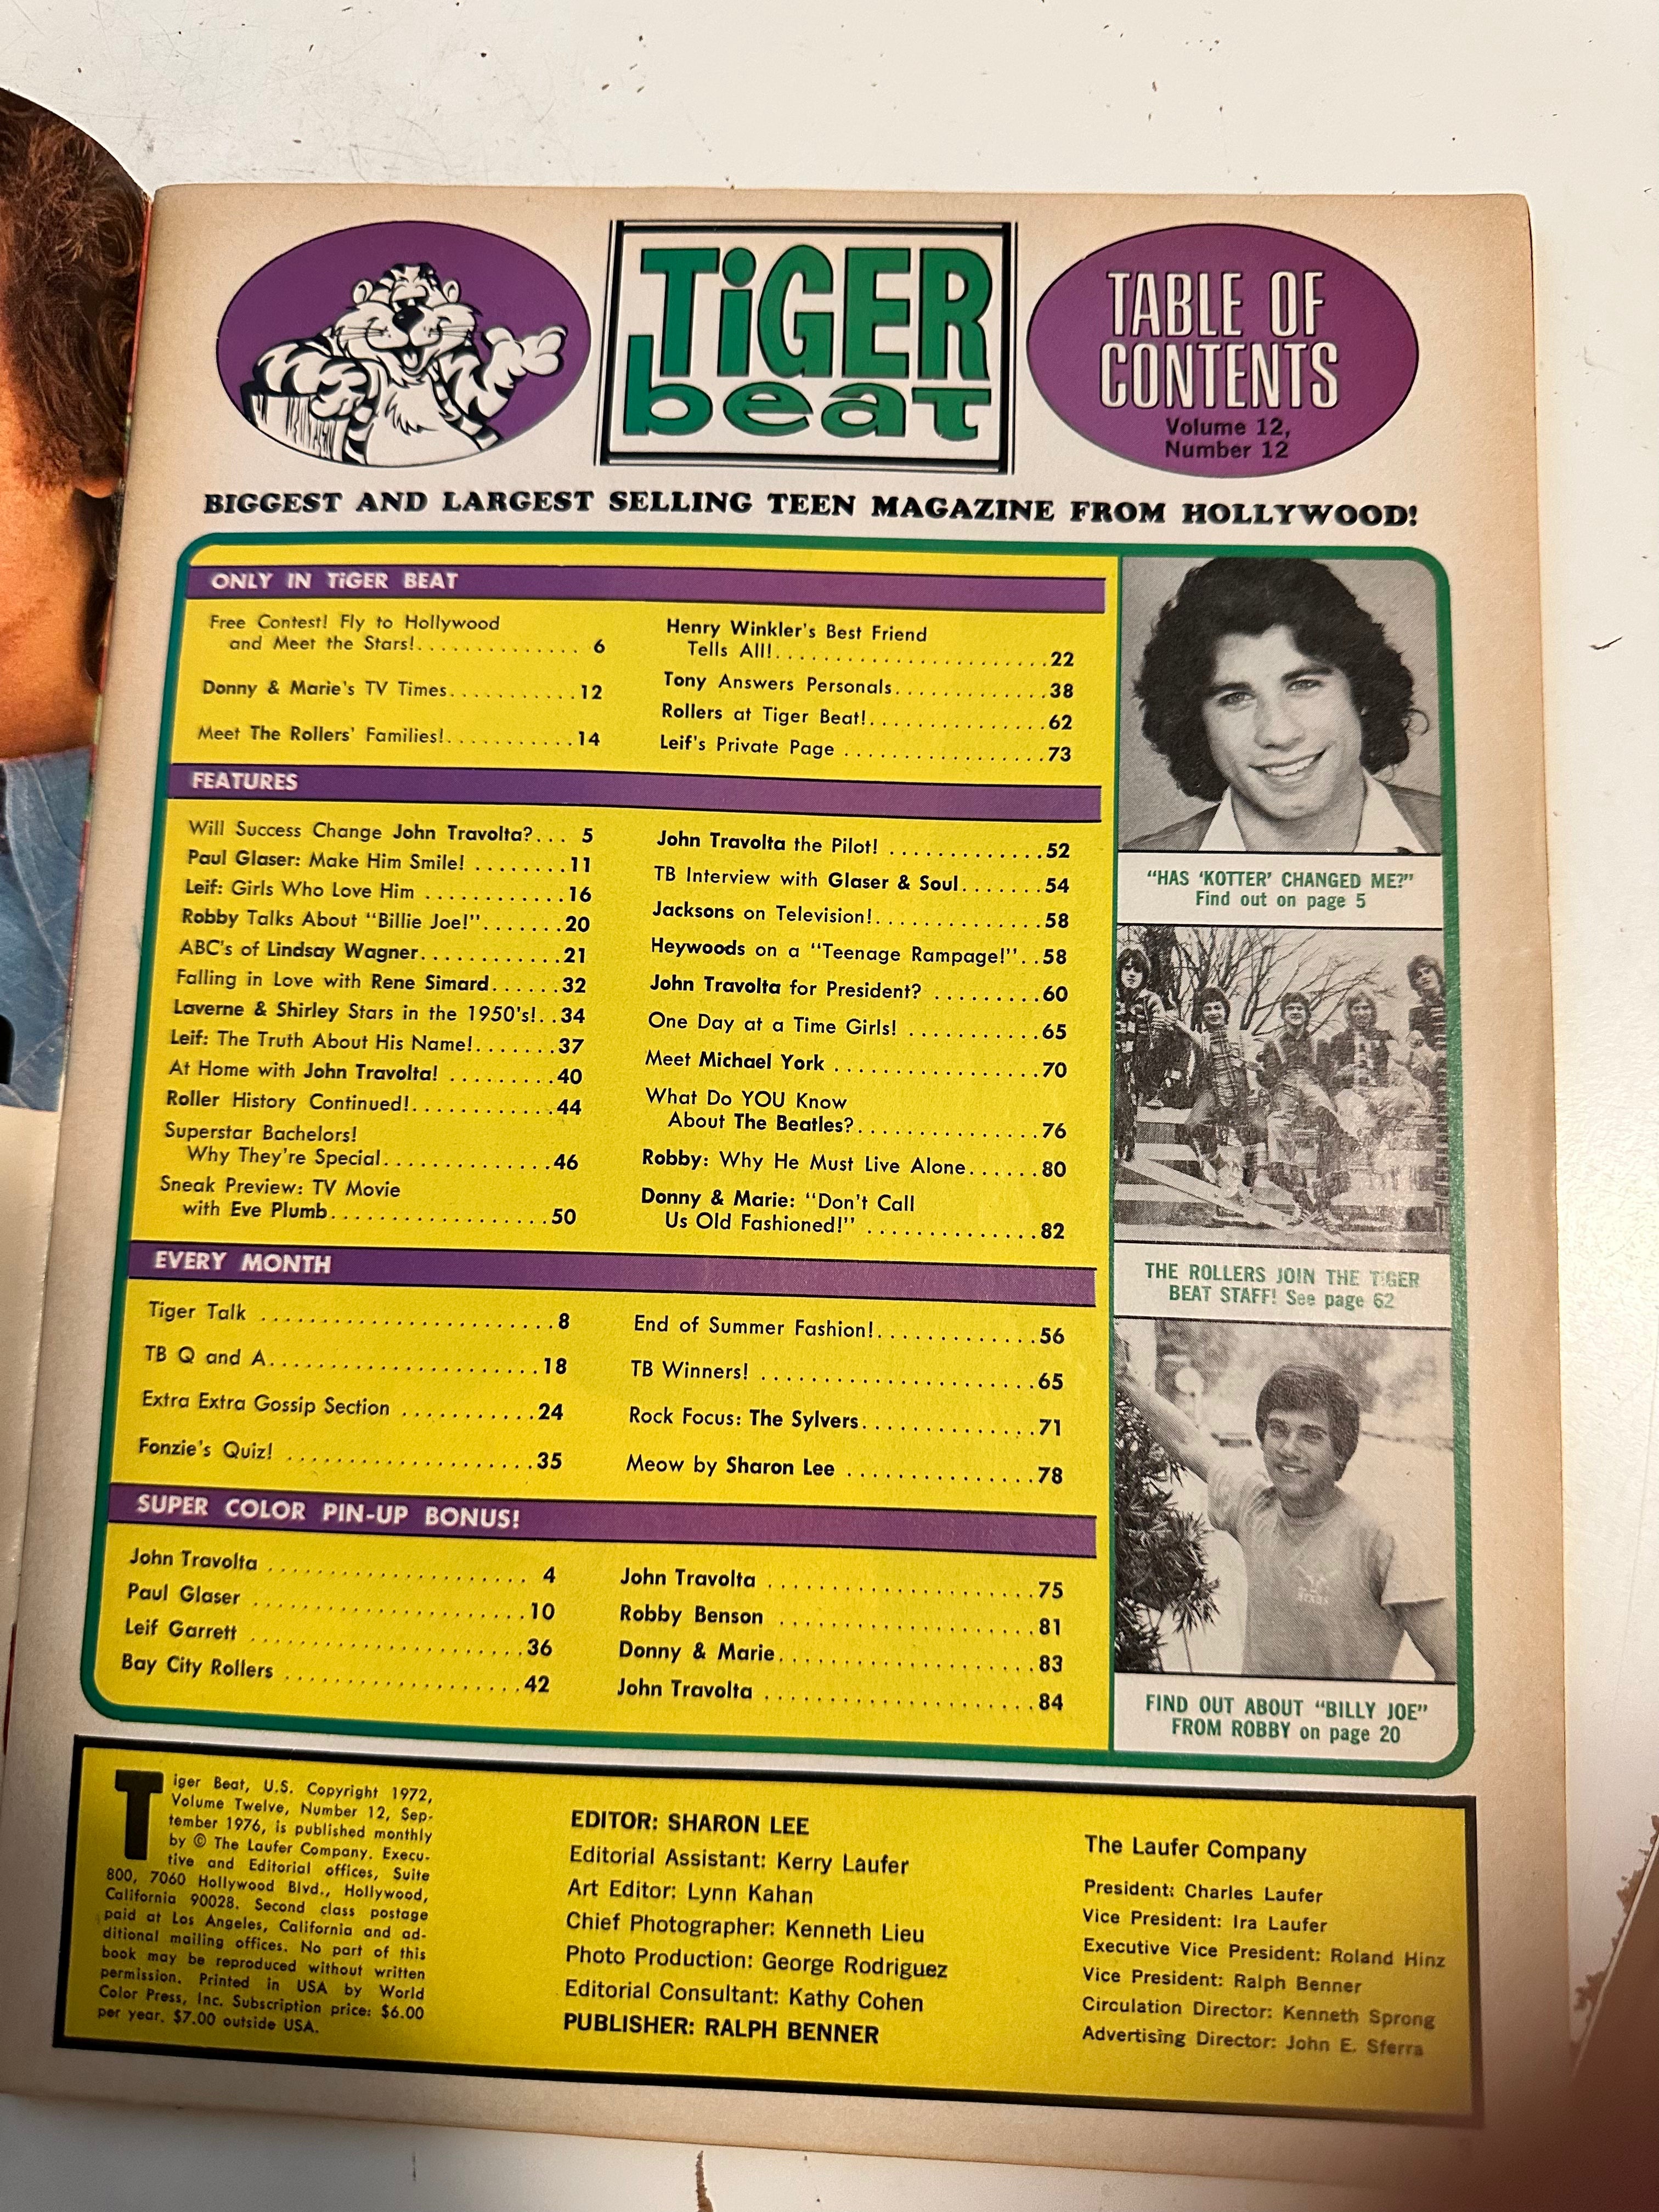 TiGER
beat
TABLE OF
CONTENTS
Volume 12,
Number 12
BIGGEST AND LARGEST SELLING TEEN MAGAZINE FROM HOLLYWOOD!
ONLY IN TiGER BEAT
Free Contest! Fly to Hollywood
and Meet the Stars!. . . . . . . . . . . . . 6
Donny & Marie's TV Times. . . . . . . . . . .12
Meet The Rollers' Families!. . . . . . . . . . .14
Henry Winkler's Best Friend
Tells All!. . . . . . . . . . . . . . . . . . . . . . . .22
Tony Answers Personals. . . . . . . . . . . . .38
Rollers at Tiger Beat!. . . . . . . . . . . . . . .62
Leif's Private Page . . . . . . . . . . . . . . . . .73
FEATURES
Will Success Change John Travolta?. . . 5
Paul Glaser: Make Him Smile! . . . . . . . .11
Leif: Girls Who Love Him . . . . . . . . . . . .16
Robby Talks About "Billie Joe!". . . . . . .20
ABC's of Lindsay Wagner. . . . . . . . . . . .21
Falling in Love with Rene Simard. . . . . .32
Laverne & Shirley Stars in the 1950's!. .34
Leif: The Truth About His Name!. . . . . . .37
At Home with John Travolta! . . . . . . . . .40
Roller History Continued!. . . . . . . . . . . .44
Superstar Bachelors!
Why They're Special. . . . . . . . . . . . . .46
Sneak Preview: TV Movie
with Eve Plumb. . . . . . . . . . . . . . . . . .50
John Travolta the Pilot! . . . . . . . . . . . . .52
TB Interview with Glaser & Soul. . . . . . .54
Jacksons on Television!. . . . . . . . . . . . . .58
Heywoods on a "Teenage Rampage!". .58
John Travolta for President? . . . . . . . . .60
One Day at a Time Girls! . . . . . . . . . . .65
Meet Michael York . . . . . . . . . . . . . . . . .70
What Do YOU Know
About The Beatles?. . . . . . . . . . . . . . .76
Robby: Why He Must Live Alone. . . . . .80
Donny & Marie: "Don't Call
Us Old Fashioned!" . . . . . . . . . . . . . .82
EVERY MONTH
Tiger Talk . . . . . . . . . . . . . . . . . . . . . . . .8
TB Q and A. . . . . . . . . . . . . . . . . . . . . .18
Extra Extra Gossip Section . . . . . . . . . . .24
Fonzie's Quiz! . . . . . . . . . . . . . . . . . . . .35
End of Summer Fashion!. . . . . . . . . . . . .56
TB Winners! . . . . . . . . . . . . . . . . . . . . . .65
Rock Focus: The Sylvers. . . . . . . . . . . . . .71
Meow by Sharon Lee . . . . . . . . . . . . . . .78
SUPER COLOR PIN-UP BONUS!
John Travolta . . . . . . . . . . . . . . . . . . . . . 4
Paul Glaser . . . . . . . . . . . . . . . . . . . . . .10
Leif Garrett . . . . . . . . . . . . . . . . . . . . . .36
Bay City Rollers . . . . . . . . . . . . . . . . . . .42
John Travolta . . . . . . . . . . . . . . . . . . . . .75
Robby Benson . . . . . . . . . . . . . . . . . . . .81
Donny & Marie. . . . . . . . . . . . . . . . . . . .83
John Travolta . . . . . . . . . . . . . . . . . . . . .84
"HAS 'KOTTER' CHANGED ME?"
Find out on page 5
THE ROLLERS JOIN THE TIGER
BEAT STAFF! See page 62
TEXAS
FIND OUT ABOUT "BILLY JOE"
FROM ROBBY on page 20
Tiger Beat, U.S. Copyright 1972,
Volume Twelve, Number 12, Sep-
tember 1976, is published monthly
by © The Laufer Company. Execu-
tive and Editorial offices, Suite
800, 7060 Hollywood Blvd., Hollywood,
California 90028. Second class postage
paid at Los Angeles, California and ad-
ditional mailing offices. No part of this
book may be reproduced without written
permission. Printed in USA by World
Color Press, Inc. Subscription price: $6.00
per year. $7.00 outside USA.
EDITOR: SHARON LEE
Editorial Assistant: Kerry Laufer
Art Editor: Lynn Kahan
Chief Photographer: Kenneth Lieu
Photo Production: George Rodriguez
Editorial Consultant: Kathy Cohen
PUBLISHER: RALPH BENNER
The Laufer Company
President: Charles Laufer
Vice President: Ira Laufer
Executive Vice President: Roland Hinz
Vice President: Ralph Benner
Circulation Director: Kenneth Sprong
Advertising Director: John E. Sferra